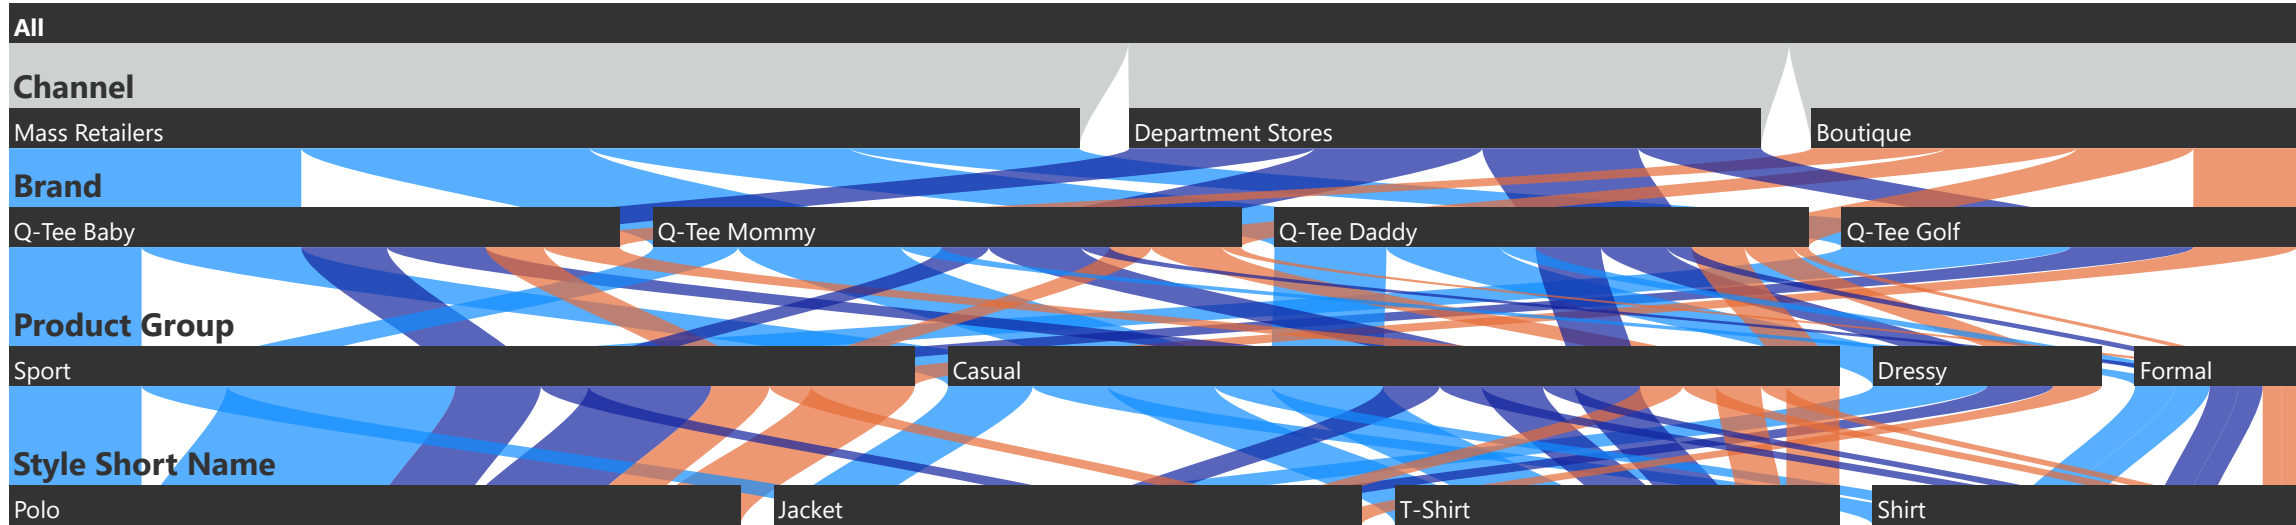 All
Channel
Mass Retailers Department Stores Boutique
Brand
Q-Tee Baby Q-Tee Mommy Q-Tee Daddy Q-Tee Golf
Product Group
Sport Casual Dressy Formal
Style Short Name
Polo Jacket T-Shirt Shirt